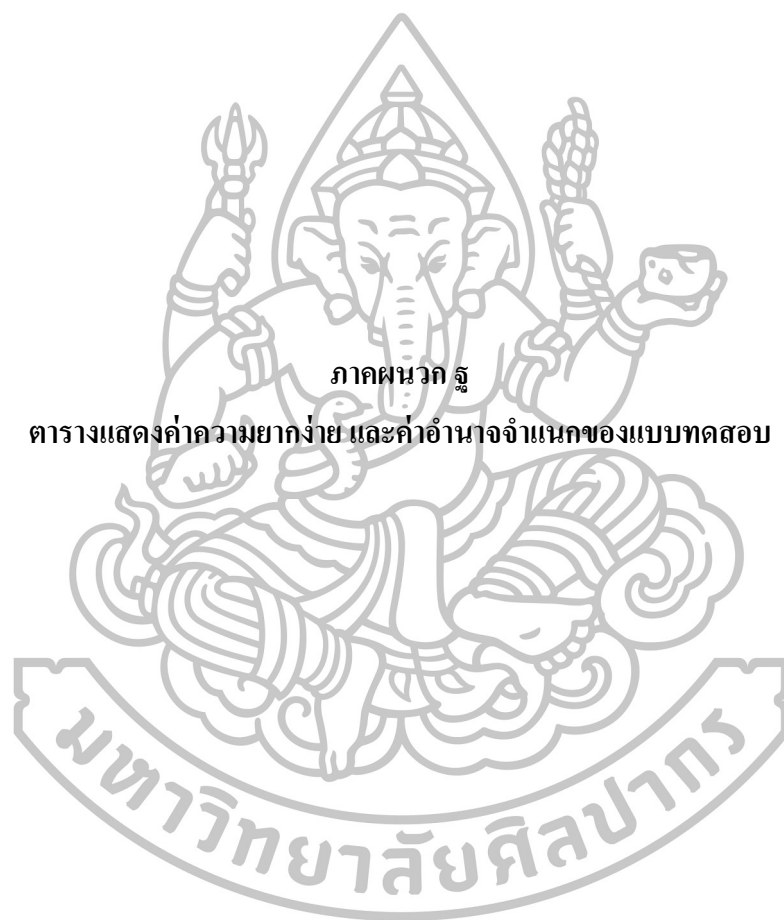 ภาคผนวก ฐ
ตารางแสดงค่าความยากง่าย และค่าอำนาจจำแนกของแบบทดสอบ
มหาวิทยาลัยศิลปากร